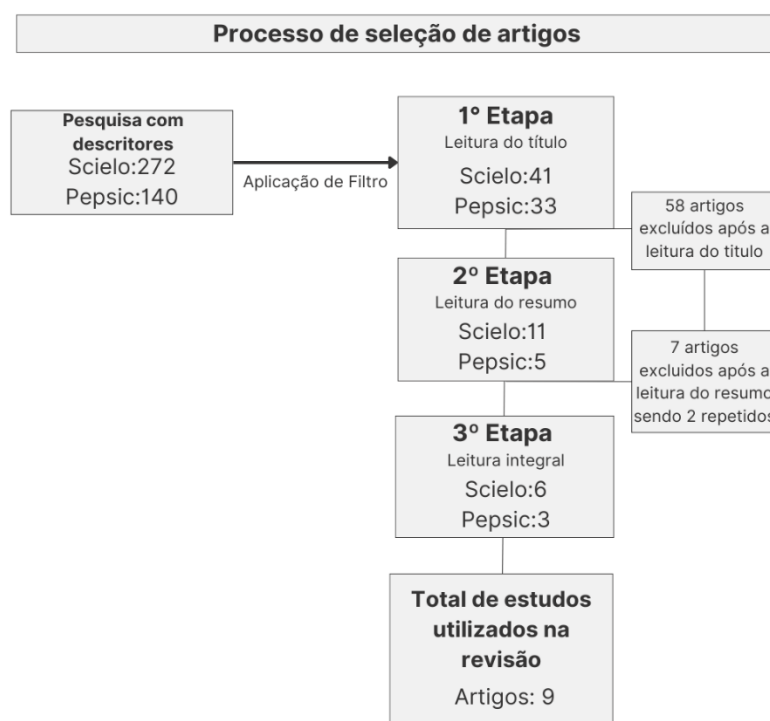 Processo de seleção de artigos
Pesquisa com
descritores
Scielo:272
Pepsic:140
Aplicação de Filtro
1° Etapa
Leitura do título
Scielo:41
Pepsic:33
58 artigos
excluídos após a
leitura do titulo
2º Etapa
Leitura do resumo
Scielo:11
Pepsic:5
7 artigos
excluidos após a
leitura do resumo
sendo 2 repetidos
3º Etapa
Leitura integral
Scielo:6
Pepsic:3
Total de estudos
utilizados na
revisão
Artigos: 9